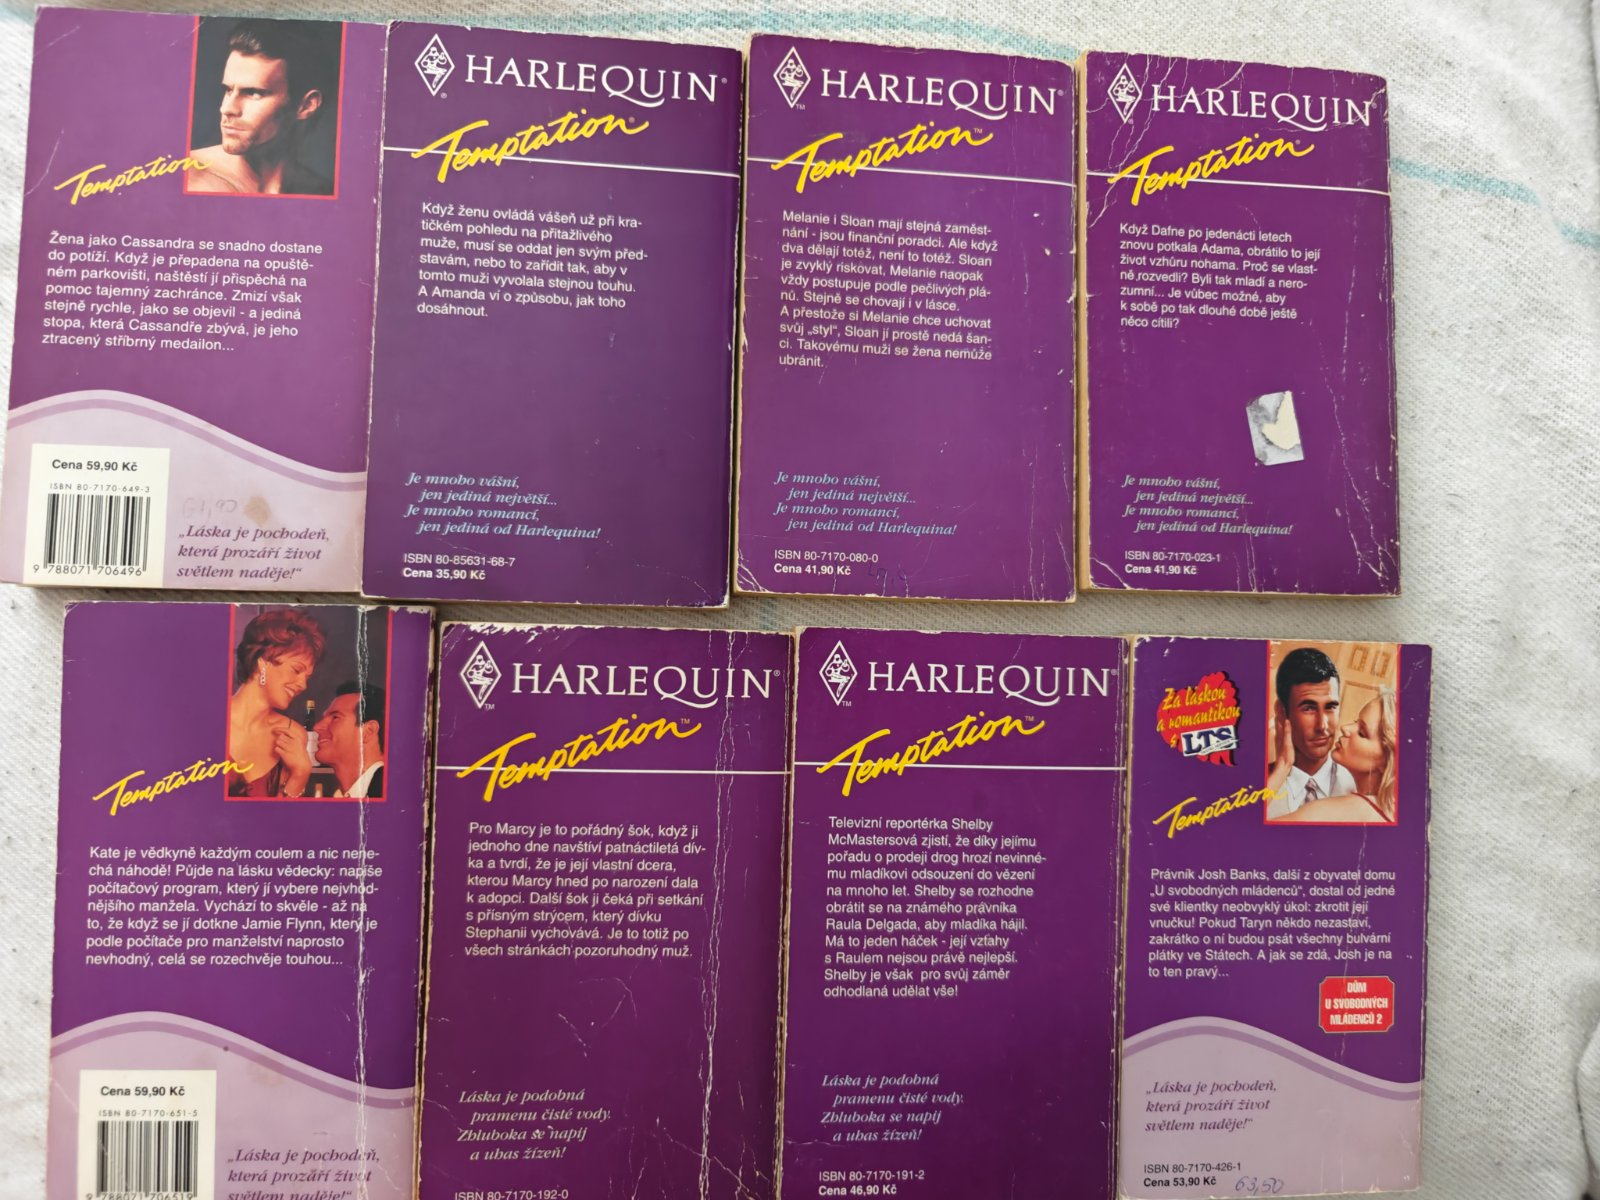 Temptation
Žena jako Cassandra se snadno dostane
do potíží. Když je přepadena na opuště-
ném parkovišti, naštěstí jí přispěchá na
pomoc tajemný zachránce. Zmizí však
stejně rychle, jako se objevil - a jediná
stopa, která Cassandře zbývá, je jeho
ztracený stříbrný medailon...
Cena 59,90 Kč
ISBN 80-7170-649-3
9 788071 706496
„Láska je pochodeň,
která prozáří život
světlem naděje!"
HARLEQUIN®
Temptation®
Když ženu ovládá vášeň už při kra-
tičkém pohledu na přitažlivého
muže, musí se oddat jen svým před-
stavám, nebo to zařídit tak, aby v
tomto muži vyvolala stejnou touhu.
A Amanda ví o způsobu, jak toho
dosáhnout.
Je mnoho vášní,
jen jediná největší...
Je mnoho romancí,
jen jediná od Harlequina!
ISBN 80-85631-68-7
Cena 35,90 Kč
HARLEQUIN®
Temptation™
Melanie i Sloan mají stejná zaměst-
nání - jsou finanční poradci. Ale když
dva dělají totéž, není to totéž. Sloan
je zvyklý riskovat, Melanie naopak
vždy postupuje podle pečlivých plá-
nů. Stejně se chovají i v lásce.
A přestože si Melanie chce uchovat
svůj „styl", Sloan jí prostě nedá šan-
ci. Takovému muži se žena nemůže
ubránit.
Je mnoho vášní,
jen jediná největší...
Je mnoho romancí,
jen jediná od Harlequina!
ISBN 80-7170-080-0
Cena 41,90 Kč
HARLEQUIN®
Temptation®
Když Dafne po jedenácti letech
znovu potkala Adama, obrátilo to její
život vzhůru nohama. Proč se vlast-
ně rozvedli? Byli tak mladí a nero-
zumní... Je vůbec možné, aby
k sobě po tak dlouhé době ještě
něco cítili?
Je mnoho vášní,
jen jediná největší...
Je mnoho romancí,
jen jediná od Harlequina!
ISBN 80-7170-023-1
Cena 41,90 Kč
Temptation
Kate je vědkyně každým coulem a nic nene-
chá náhodě! Půjde na lásku vědecky: napíše
počítačový program, který jí vybere nejvhod-
nějšího manžela. Vychází to skvěle - až na
to, že když se jí dotkne Jamie Flynn, který je
podle počítače pro manželství naprosto
nevhodný, celá se rozechvěje touhou...
Cena 59,90 Kč
ISBN 80-7170-651-5
9 788071 706519
„Láska je pochodeň,
která prozáří život
světlem naděje!"
HARLEQUIN®
Temptation™
Pro Marcy je to pořádný šok, když ji
jednoho dne navštíví patnáctiletá dív-
ka a tvrdí, že je její vlastní dcera,
kterou Marcy hned po narození dala
k adopci. Další šok ji čeká při setkání
s přísným strýcem, který dívku
Stephanii vychovává. Je to totiž po
všech stránkách pozoruhodný muž.
Láska je podobná
pramenu čisté vody.
Zhluboka se napij
a uhas žízeň!
ISBN 80-7170-192-0
HARLEQUIN®
Temptation™
Televizní reportérka Shelby
McMastersová zjistí, že díky jejímu
pořadu o prodeji drog hrozí nevinné-
mu mladíkovi odsouzení do vězení
na mnoho let. Shelby se rozhodne
obrátit se na známého právníka
Raula Delgada, aby mladíka hájil.
Má to jeden háček - její vztahy
s Raulem nejsou právě nejlepší.
Shelby je však pro svůj záměr
odhodlaná udělat vše!
Láska je podobná
pramenu čisté vody.
Zhluboka se napij
a uhas žízeň!
ISBN 80-7170-191-2
Cena 46,90 Kč
Za láskou
a romantikou
s LTS
Temptation
Právník Josh Banks, další z obyvatel domu
„U svobodných mládenců", dostal od jedné
své klientky neobvyklý úkol: zkrotit její
vnučku! Pokud Taryn někdo nezastaví,
zakrátko o ní budou psát všechny bulvární
plátky ve Státech. A jak se zdá, Josh je na
to ten pravý...
DŮM
U SVOBODNÝCH
MLÁDENCŮ 2
„Láska je pochodeň,
která prozáří život
světlem naděje!"
ISBN 80-7170-426-1
Cena 53,90 Kč 63,50